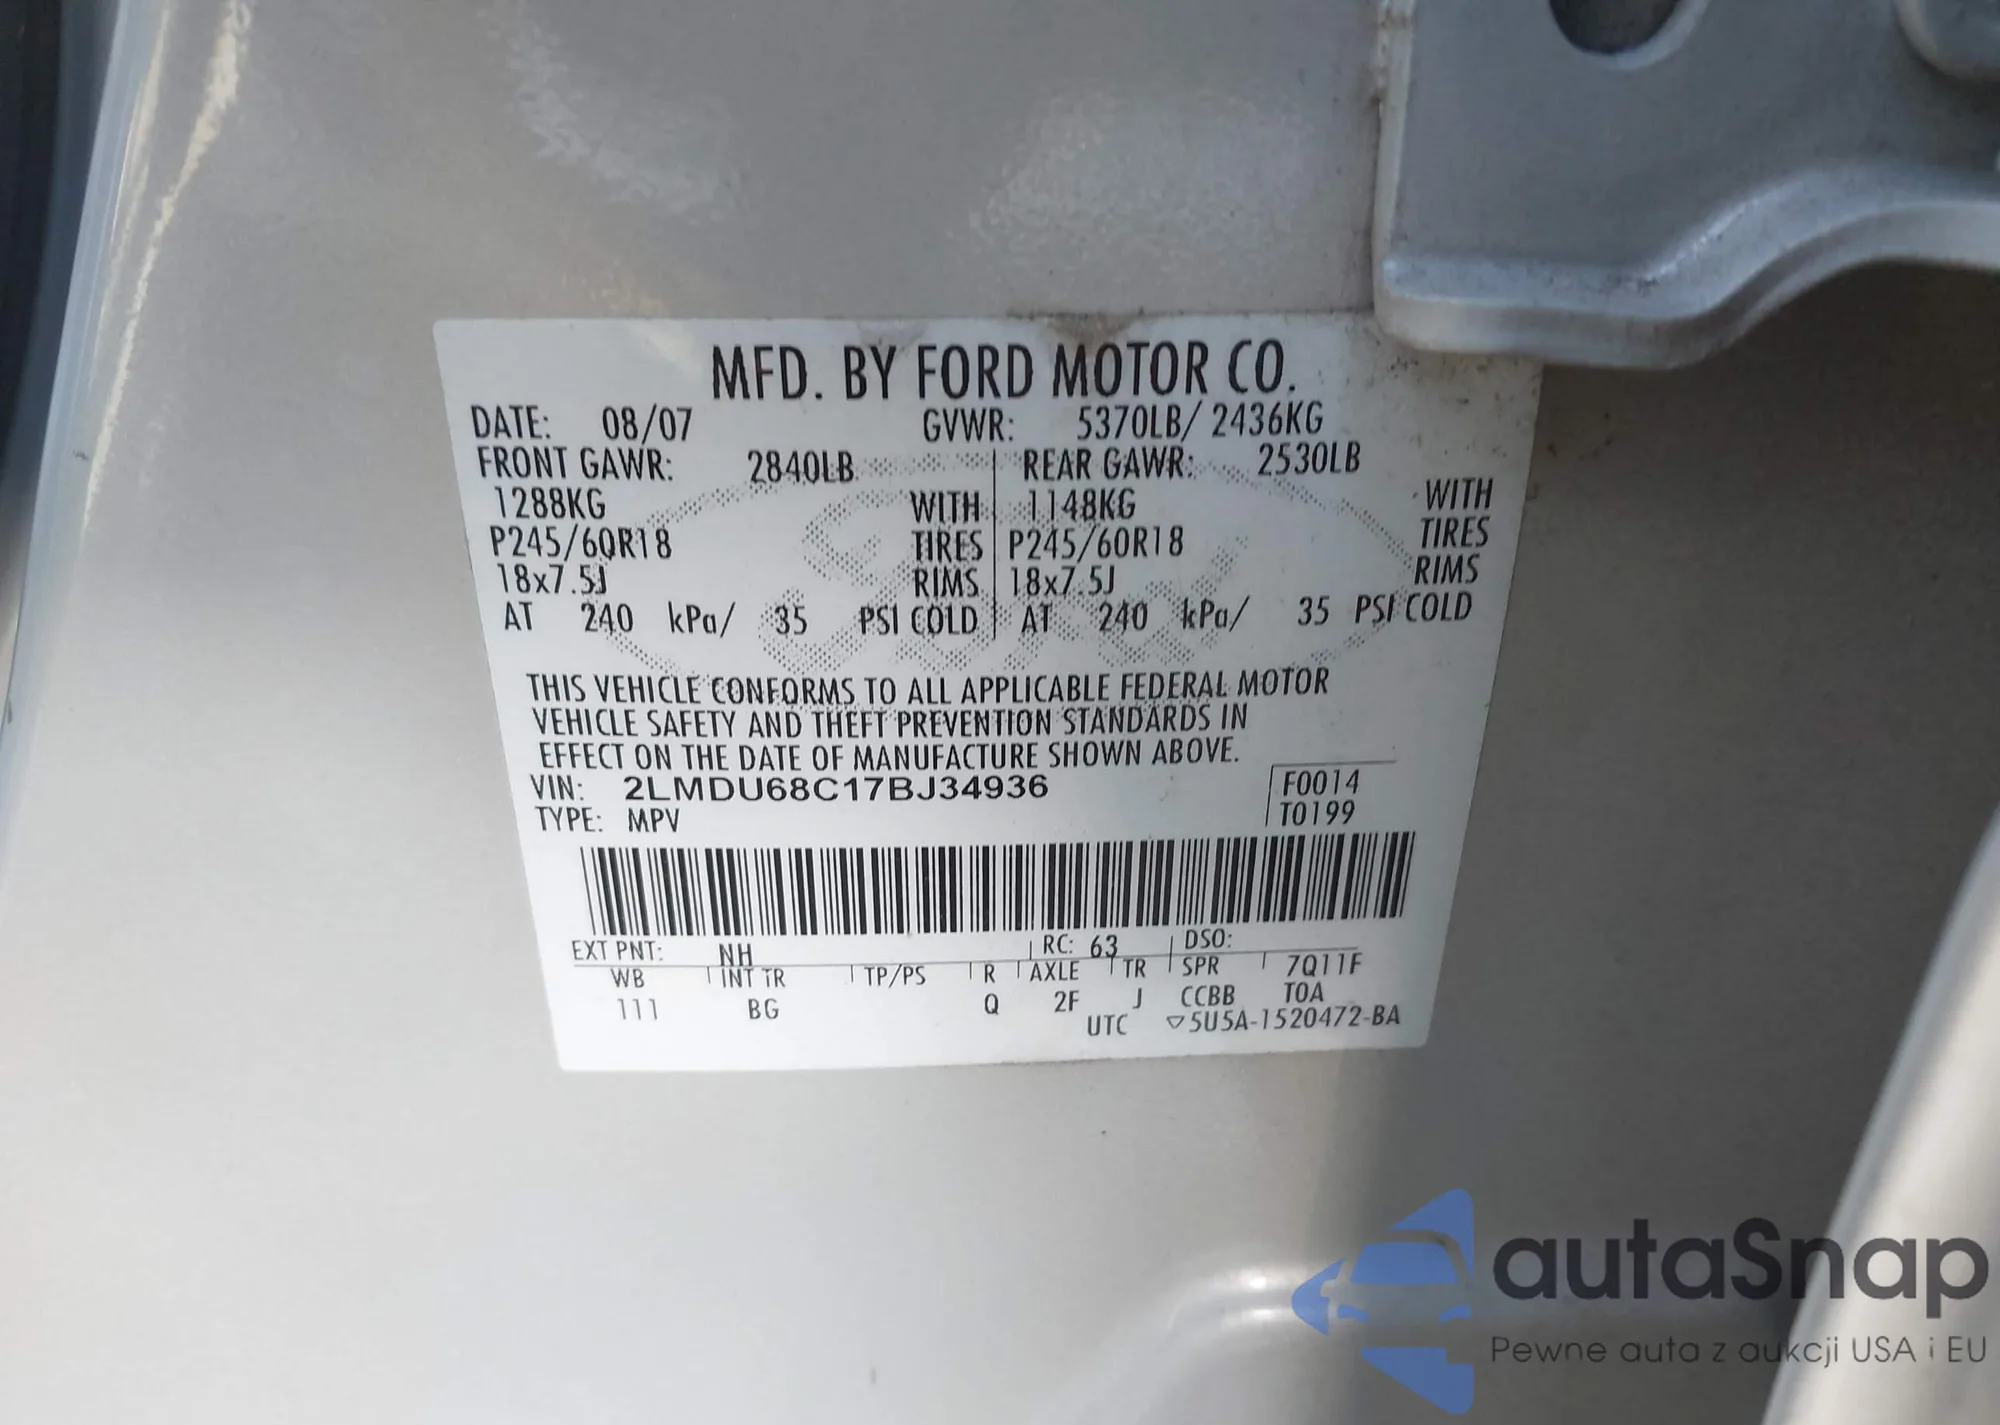 MFD. BY FORD MOTOR CO.
DATE: 08/07 GVWR: 5370LB/ 2436KG
FRONT GAWR: 2840LB REAR GAWR: 2530LB
1288KG WITH 1148KG WITH
P245/60R18 TIRES P245/60R18 TIRES
18x7.5J RIMS 18x7.5J RIMS
AT 240 kPa/ 35 PSI COLD AT 240 kPa/ 35 PSI COLD
THIS VEHICLE CONFORMS TO ALL APPLICABLE FEDERAL MOTOR
VEHICLE SAFETY AND THEFT PREVENTION STANDARDS IN
EFFECT ON THE DATE OF MANUFACTURE SHOWN ABOVE.
VIN: 2LMDU68C17BJ34936 F0014
TYPE: MPV T0199
EXT PNT: NH RC: 63 DSO:
WB INT TR TP/PS R AXLE TR SPR 7Q11F
111 BG Q 2F J CCBB TOA
UTC ▽5U5A-1520472-BA
autaSnap
Pewne auta z aukcji USA i EU